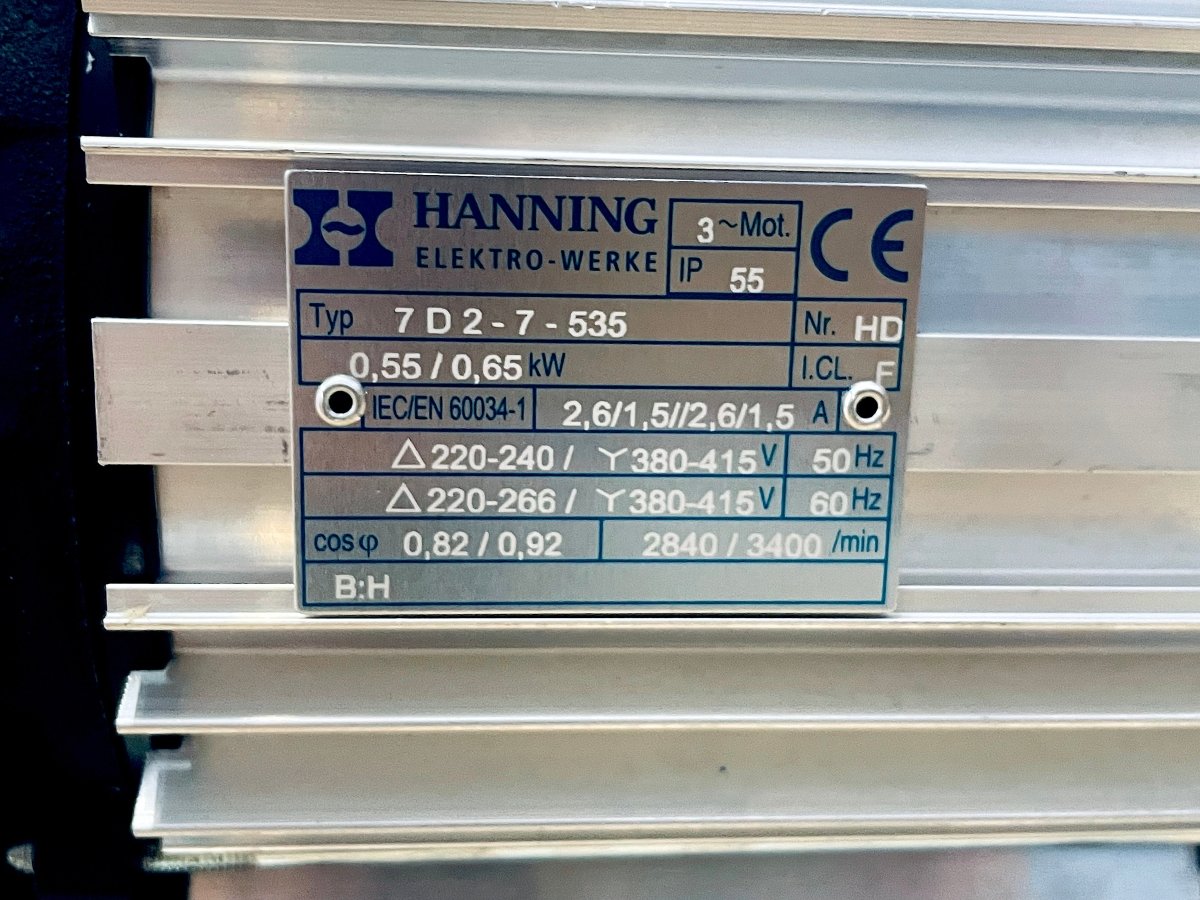 HANNING
ELEKTRO-WERKE
3 ~Mot.
IP 55
CE
Typ 7 D 2 - 7 - 535
Nr. HD
0,55 / 0,65 kW
I.CL. F
IEC/EN 60034-1
2,6/1,5//2,6/1,5 A
△ 220-240 / Y 380-415 V 50 Hz
△ 220-266 / Y 380-415 V 60 Hz
cos φ 0,82 / 0,92
2840 / 3400 /min
B:H